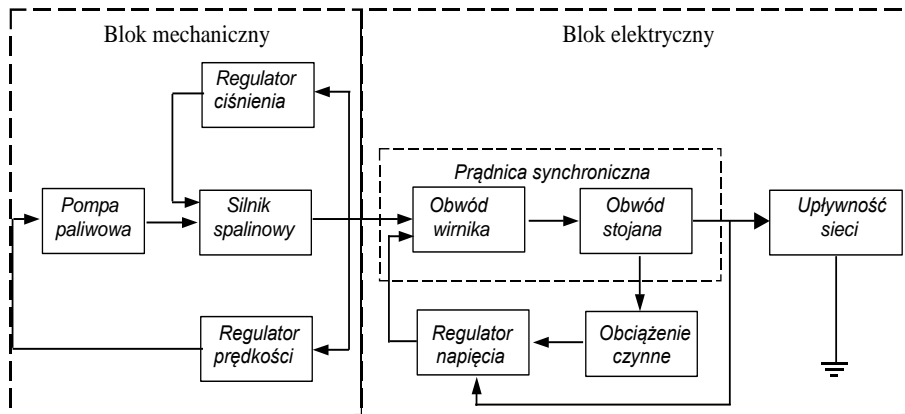 Blok mechaniczny
Blok elektryczny
Regulator
ciśnienia
Prądnica synchroniczna
Pompa
paliwowa
Silnik
spalinowy
Obwód
wirnika
Obwód
stojana
Upływność
sieci
Regulator
prędkości
Regulator
napięcia
Obciążenie
czynne